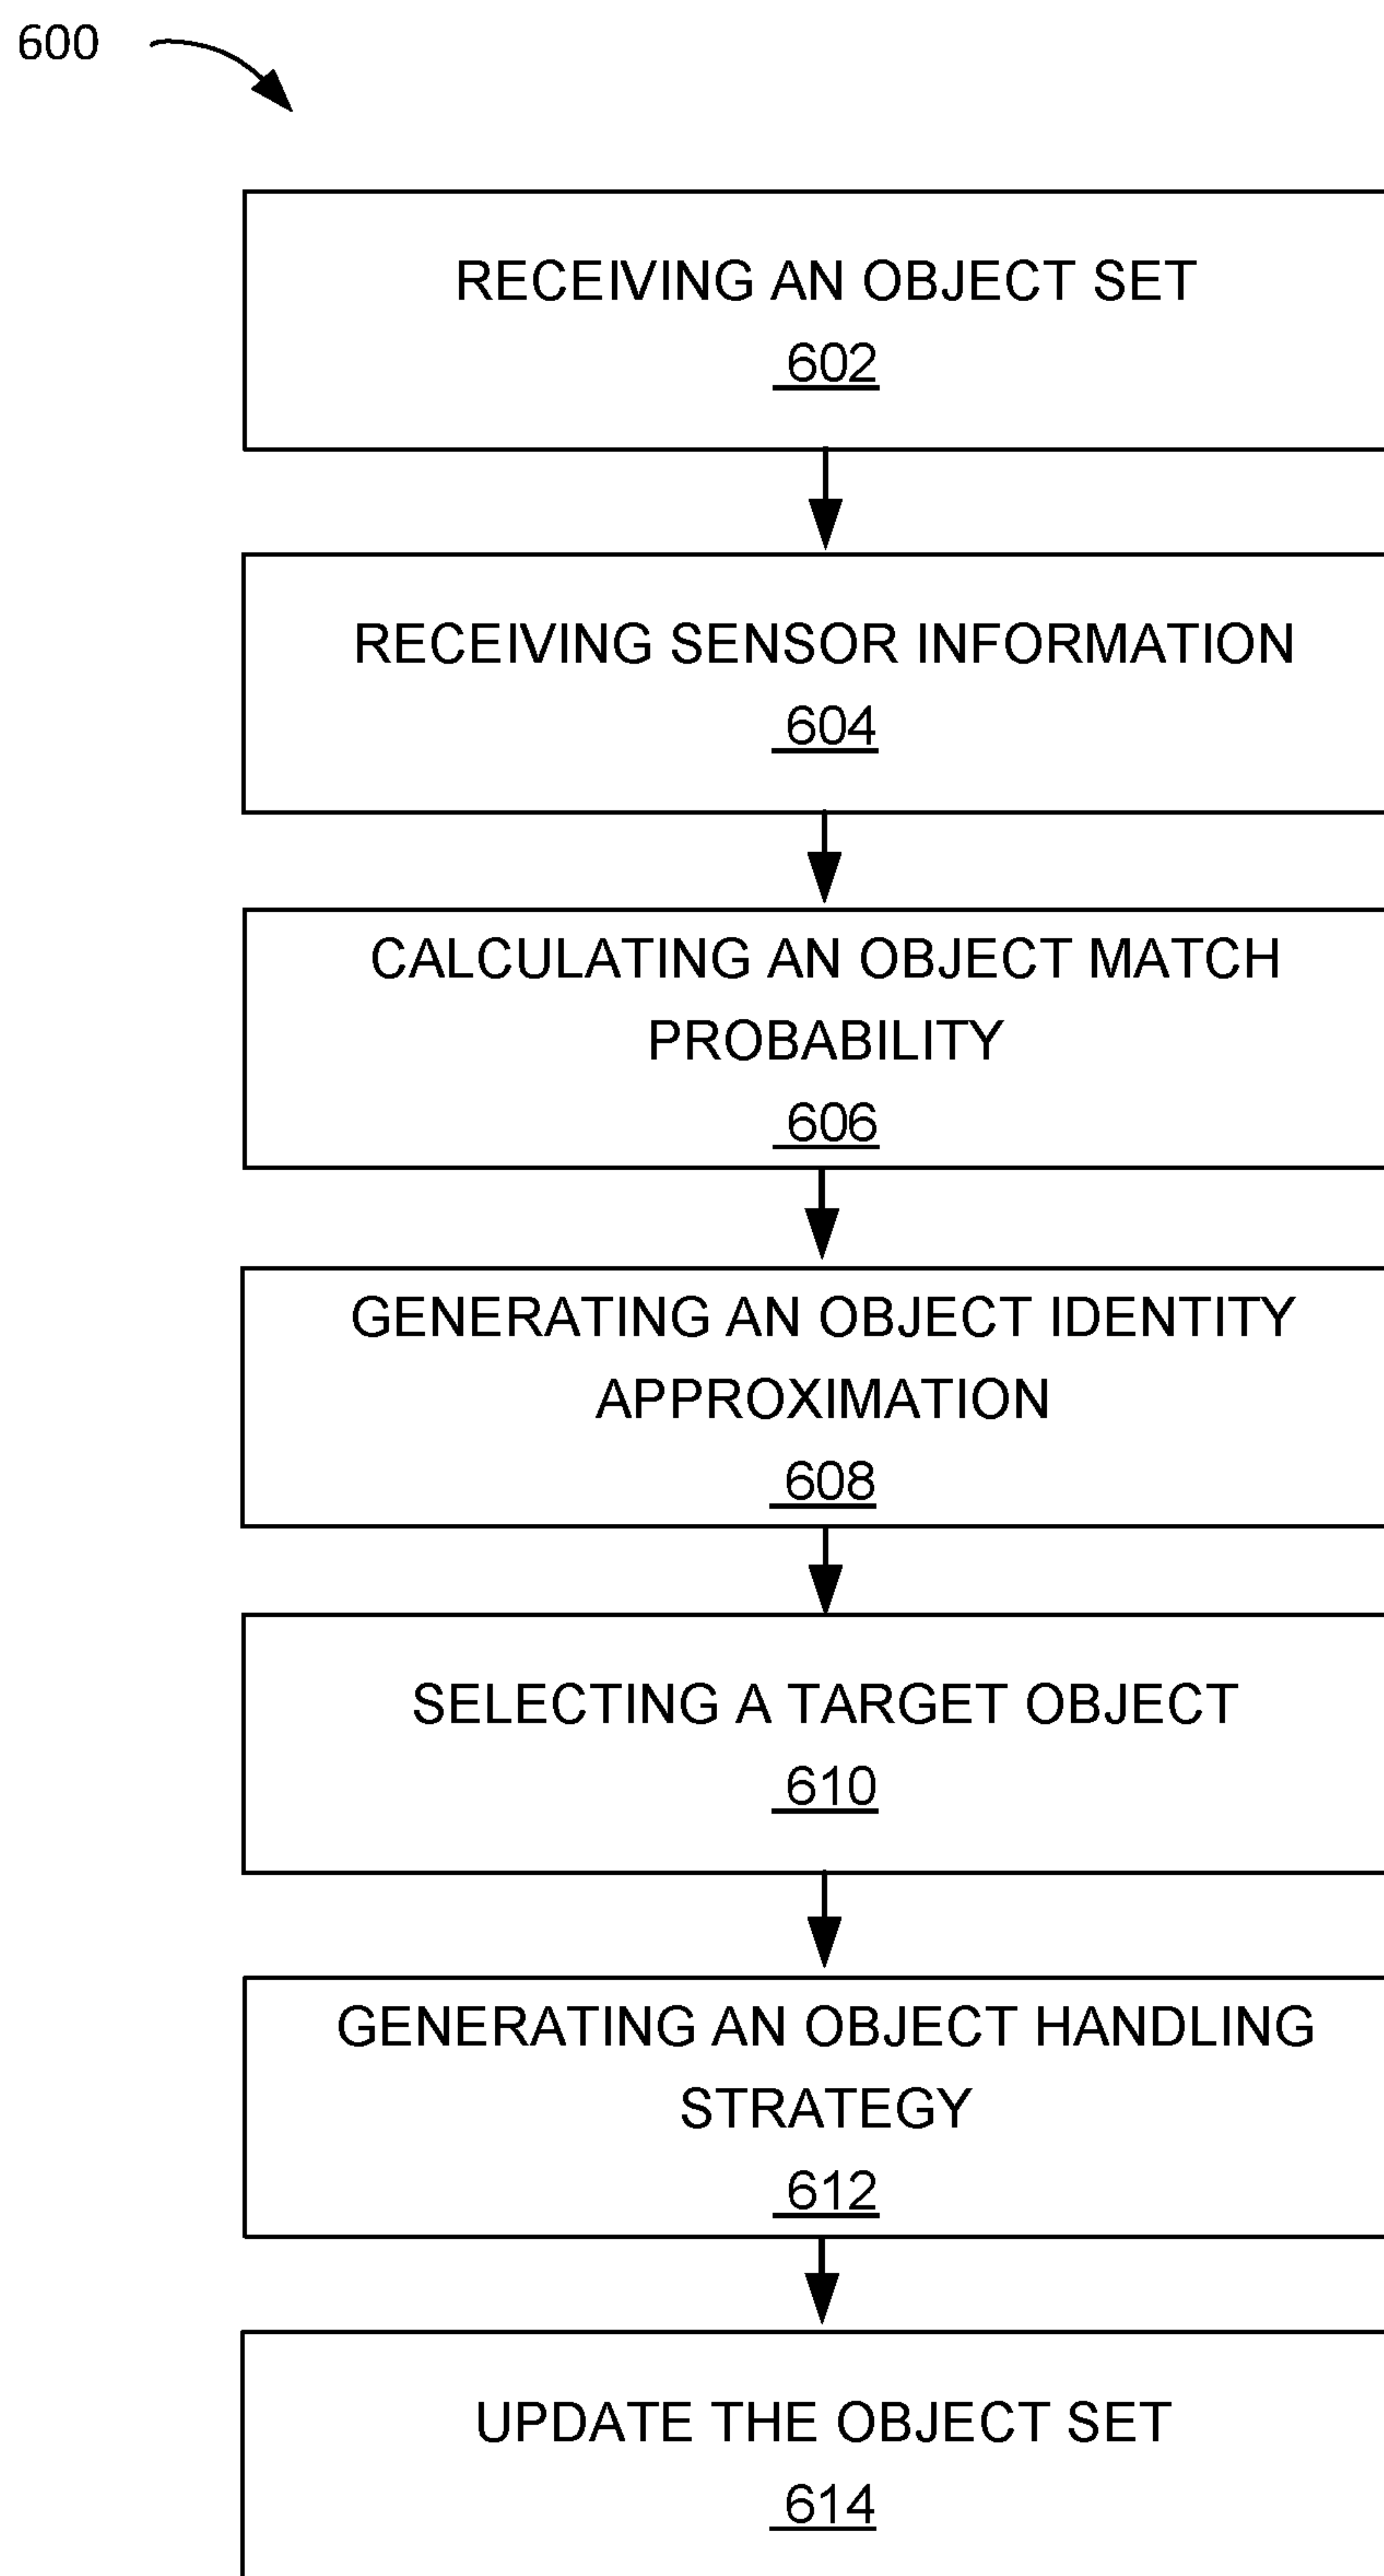 600
RECEIVING AN OBJECT SET
602
RECEIVING SENSOR INFORMATION
604
CALCULATING AN OBJECT MATCH
PROBABILITY
606
GENERATING AN OBJECT IDENTITY
APPROXIMATION
608
SELECTING A TARGET OBJECT
610
GENERATING AN OBJECT HANDLING
STRATEGY
612
UPDATE THE OBJECT SET
614